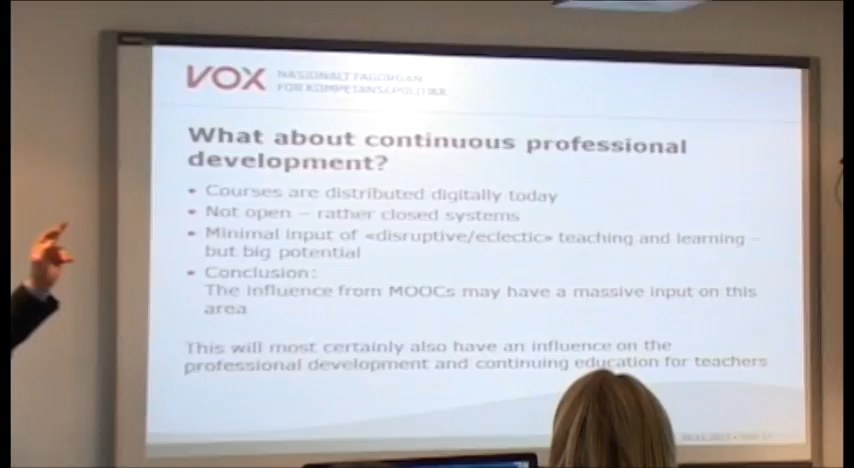 VOX NASJONALT FAGORGAN
FOR KOMPETANSEPOLITIKK
What about continuous professional
development?
• Courses are distributed digitally today
• Not open – rather closed systems
• Minimal input of «disruptive/eclectic» teaching and learning –
but big potential
• Conclusion:
The influence from MOOCs may have a massive input on this
area
This will most certainly also have an influence on the
professional development and continuing education for teachers